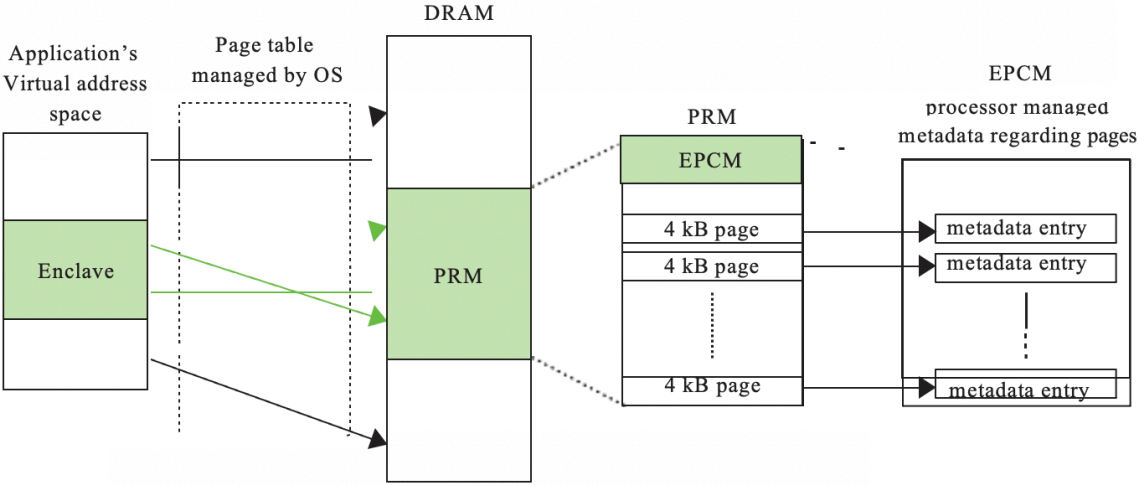 Application’s
Virtual address
space
Page table
managed by OS
DRAM
Enclave
PRM
PRM
EPCM
4 kB page
4 kB page
4 kB page
EPCM
processor managed
metadata regarding pages
metadata entry
metadata entry
metadata entry